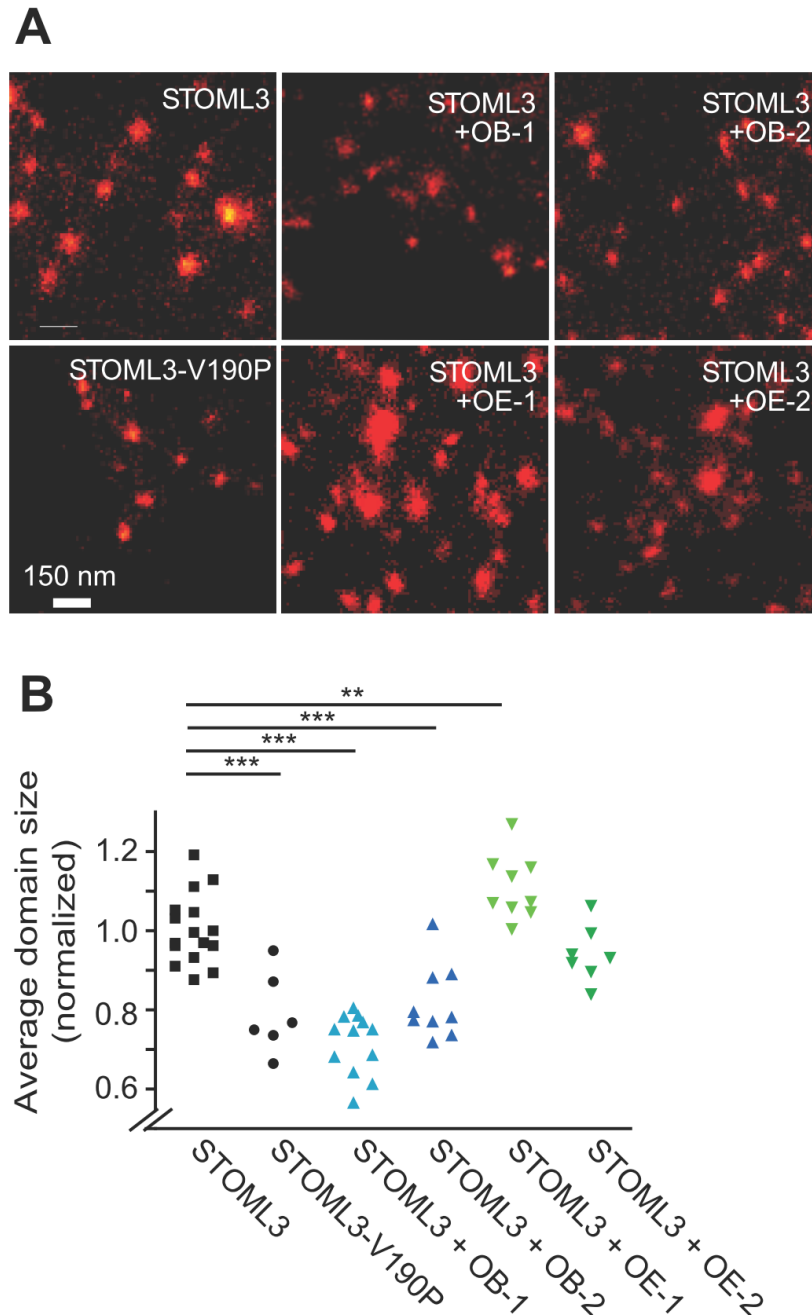 A
STOML3
STOML3
+OB-1
STOML3
+OB-2
STOML3-V190P
STOML3
+OE-1
STOML3
+OE-2
150 nm
B
**
***
***
***
Average domain size
(normalized)
1.2
1.0
0.8
0.6
STOML3
STOML3-V190P
STOML3 + OB-1
STOML3 + OB-2
STOML3 + OE-1
STOML3 + OE-2